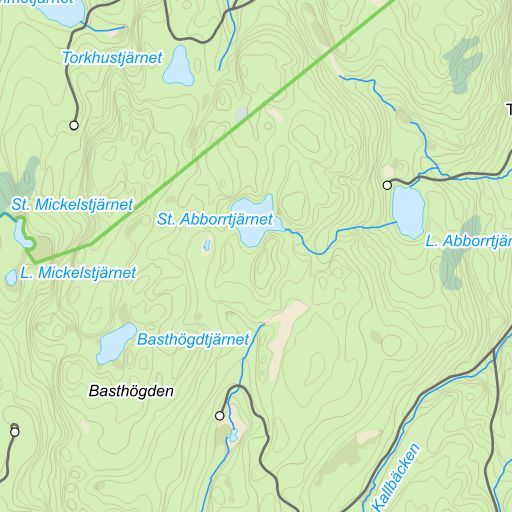 Torkhustjärnet
T
St. Mickelstjärnet
St. Abborrtjärnet
L. Abborrtjär
L. Mickelstjärnet
Basthögdtjärnet
Basthögden
Kallbäcken